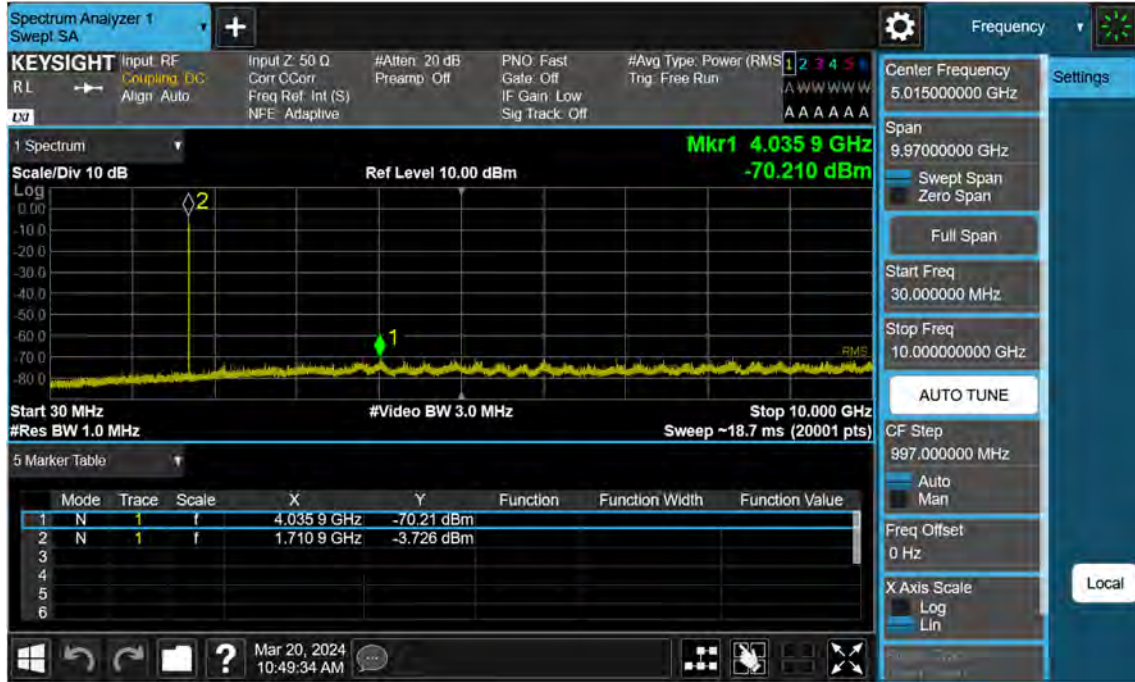 Spectrum Analyzer 1
Swept SA
Frequency
KEYSIGHT
RL
LXI
Input: RF
Coupling: DC
Align: Auto
Input Z: 50 Ω
Corr CCorr
Freq Ref: Int (S)
NFE: Adaptive
#Atten: 20 dB
Preamp: Off
PNO: Fast
Gate: Off
IF Gain: Low
Sig Track: Off
#Avg Type: Power (RMS
Trig: Free Run
1 2 3 4 5 6
A W W W W W
A A A A A A
1 Spectrum
Scale/Div 10 dB
Ref Level 10.00 dBm
Mkr1 4.035 9 GHz
-70.210 dBm
Log
0.00
-10.0
-20.0
-30.0
-40.0
-50.0
-60.0
-70.0
-80.0
2
1
RMS
Start 30 MHz
#Res BW 1.0 MHz
#Video BW 3.0 MHz
Stop 10.000 GHz
Sweep ~18.7 ms (20001 pts)
5 Marker Table
Mode Trace Scale X Y Function Function Width Function Value
1 N 1 f 4.035 9 GHz -70.21 dBm
2 N 1 f 1.710 9 GHz -3.726 dBm
3
4
5
6
Mar 20, 2024
10:49:34 AM
Center Frequency
5.015000000 GHz
Settings
Span
9.97000000 GHz
Swept Span
Zero Span
Full Span
Start Freq
30.000000 MHz
Stop Freq
10.000000000 GHz
AUTO TUNE
CF Step
997.000000 MHz
Auto
Man
Freq Offset
0 Hz
X Axis Scale
Log
Lin
Local